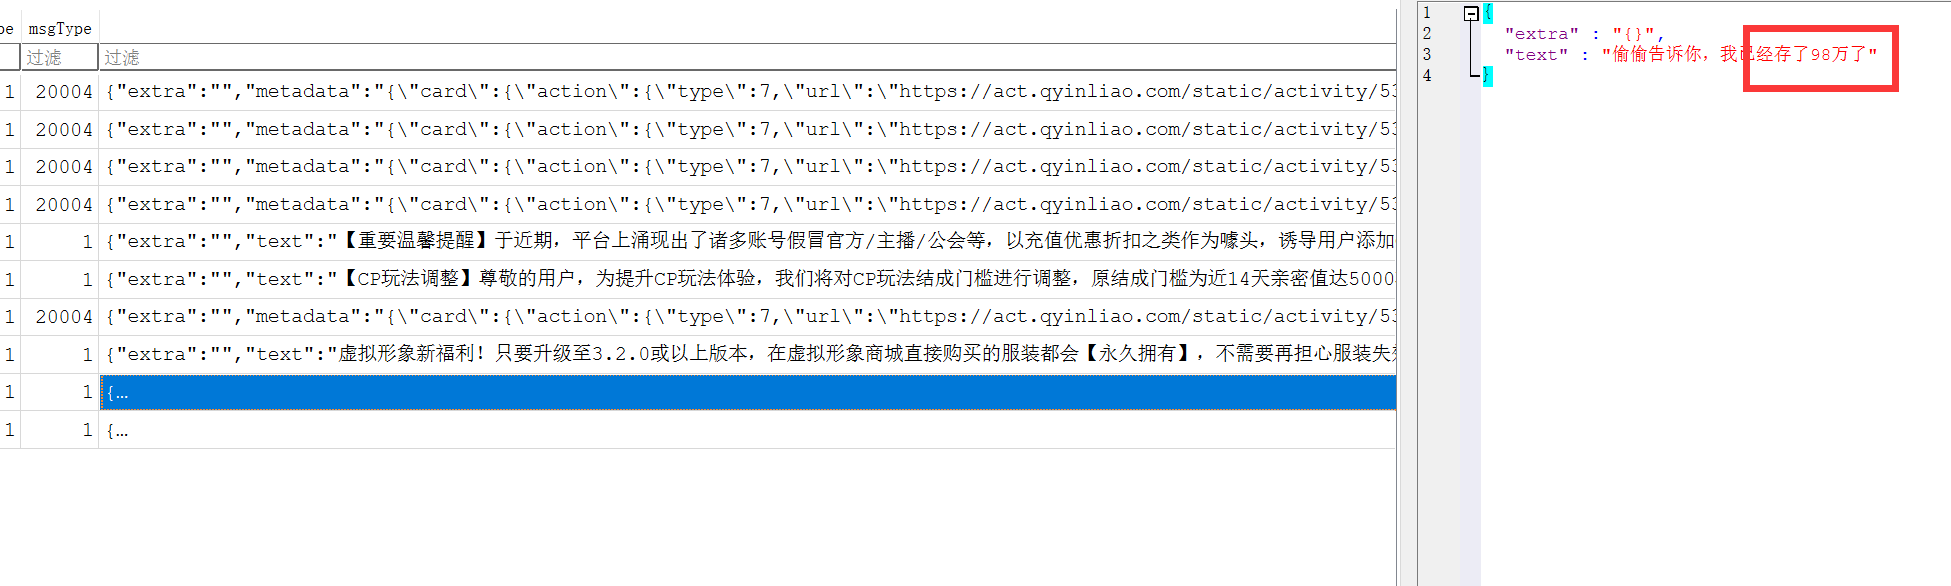 pe msgType
过滤 过滤
1 20004 {"extra":"","metadata":"{\"card\":{\"action\":{\"type\":7,\"url\":\"https://act.qyinliao.com/static/activity/53
1 20004 {"extra":"","metadata":"{\"card\":{\"action\":{\"type\":7,\"url\":\"https://act.qyinliao.com/static/activity/53
1 20004 {"extra":"","metadata":"{\"card\":{\"action\":{\"type\":7,\"url\":\"https://act.qyinliao.com/static/activity/53
1 20004 {"extra":"","metadata":"{\"card\":{\"action\":{\"type\":7,\"url\":\"https://act.qyinliao.com/static/activity/53
1 1 {"extra":"","text":"【重要温馨提醒】于近期，平台上涌现出了诸多账号假冒官方/主播/公会等，以充值优惠折扣之类作为噱头，诱导用户添加
1 1 {"extra":"","text":"【CP玩法调整】尊敬的用户，为提升CP玩法体验，我们将对CP玩法结成门槛进行调整，原结成门槛为近14天亲密值达5000
1 20004 {"extra":"","metadata":"{\"card\":{\"action\":{\"type\":7,\"url\":\"https://act.qyinliao.com/static/activity/53
1 1 {"extra":"","text":"虚拟形象新福利！只要升级至3.2.0或以上版本，在虚拟形象商城直接购买的服装都会【永久拥有】，不需要再担心服装失效
1 1 {…
1 1 {…
1 {
2 "extra" : "{}",
3 "text" : "偷偷告诉你，我已经存了98万了"
4 }